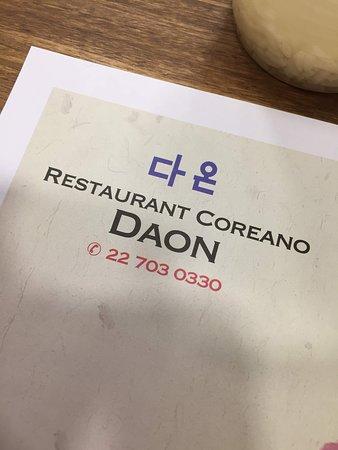 다온
RESTAURANT COREANO
DAON
✆ 22 703 0330